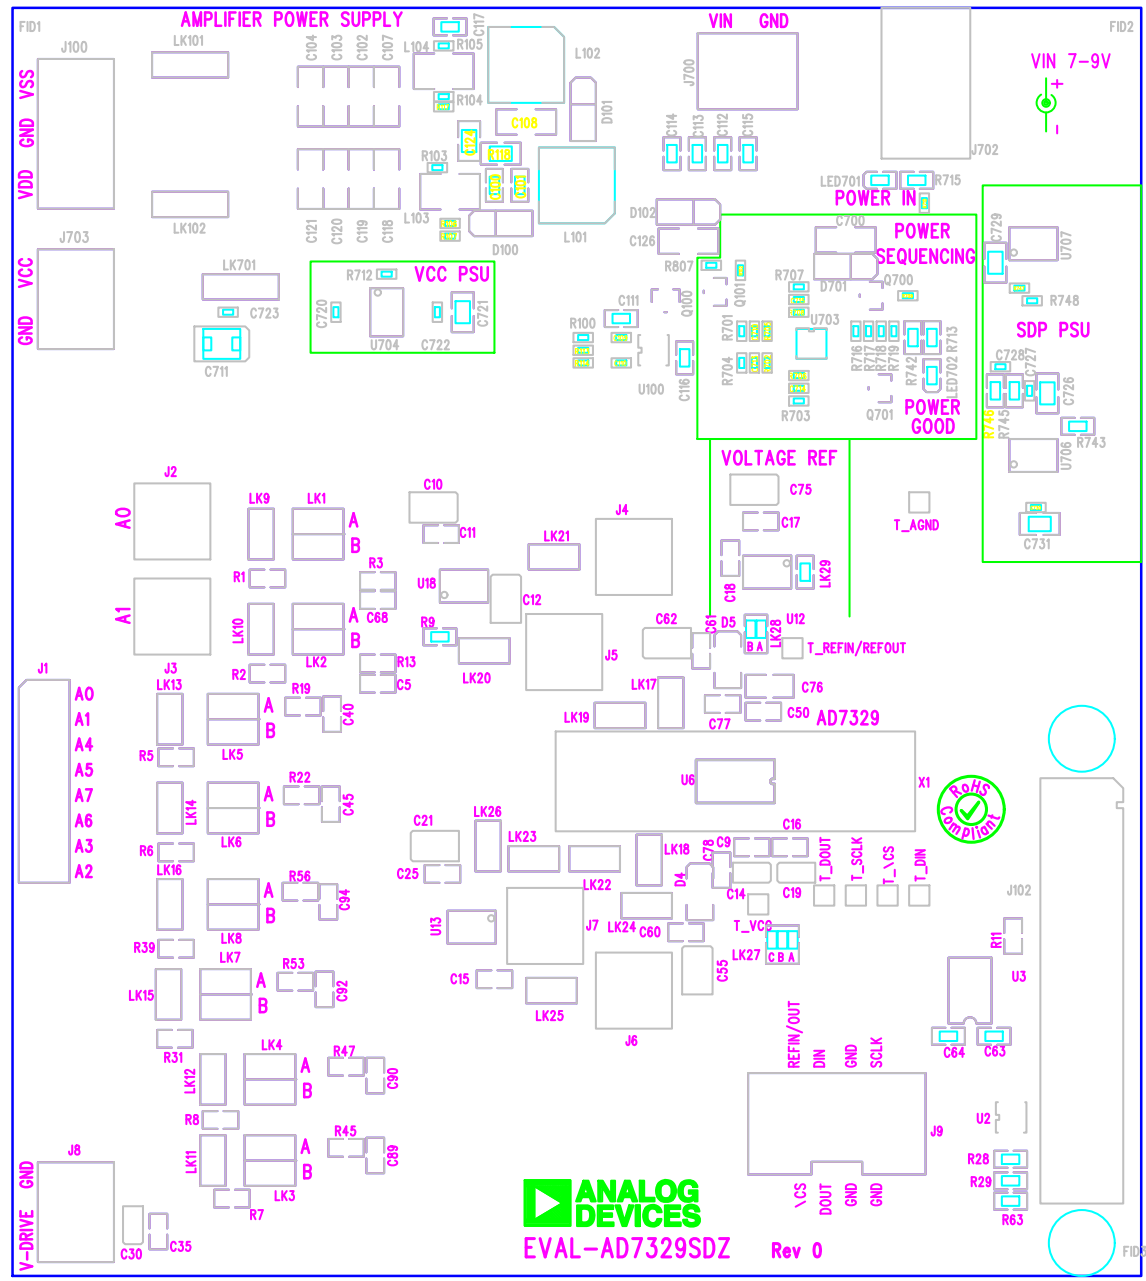 AMPLIFIER POWER SUPPLY
VIN GND
FID1
FID2
J100
LK101
C104
C103
C102
C107
L104
C117
R105
L102
J700
VIN 7-9V
+
-
VSS
GND
VDD
R104
C108
D101
C124
R118
C114
C113
C112
C115
J702
R103
LED701
R715
POWER IN
LK102
C121
C120
C119
C118
L103
D100
L101
D102
C126
C700
POWER
SEQUENCING
C729
U707
J703
VCC
GND
LK701
VCC PSU
R712
R807
Q101
R707
D701
Q700
R748
C723
C711
C720
U704
C722
C721
C111
Q100
R100
U100
C116
R701
R704
U703
R703
R716
R717
R718
R719
R742
R713
LED702
Q701
SDP PSU
C728
C727
C726
R746
R745
R743
U706
POWER
GOOD
VOLTAGE REF
J2
A0
LK9
LK1
A
B
C10
C11
J4
LK21
C75
C17
T_AGND
C731
R1
R3
C68
U18
C12
C18
LK29
A1
LK10
LK2
A
B
R9
LK20
J5
C62
C61
D5
LK28
B A
U12
T_REFIN/REFOUT
R2
R13
C5
J1
J3
A0
A1
A4
A5
A7
A6
A3
A2
LK13
LK5
A
B
R19
C40
LK19
LK17
C77
C76
C50
AD7329
R5
R22
C45
LK14
LK6
A
B
U6
X1
RoHS
Compliant
R6
LK16
R56
C94
LK8
A
B
C21
C25
LK26
LK23
LK22
LK18
C78
C9
C16
C14
C19
D4
T_DOUT
T_SCLK
T_\CS
T_DIN
J102
R39
U13
J7
LK24
C60
T_VCC
LK27
C B A
R11
LK7
A
B
R53
C92
LK15
C15
LK25
C55
J6
U3
R31
C64
C63
LK4
A
B
R47
C90
LK12
REFIN/OUT
DIN
GND
SCLK
R8
U2
J9
LK11
LK3
A
B
R45
C89
R28
R29
R63
\CS
DOUT
GND
GND
J8
GND
V-DRIVE
R7
C30
C35
ANALOG
DEVICES
EVAL-AD7329SDZ Rev 0
FID3